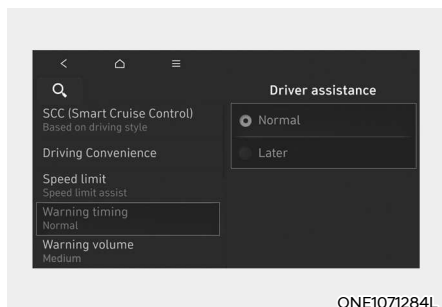 Driver assistance
SCC (Smart Cruise Control)
Based on driving style
Driving Convenience
Speed limit
Speed limit assist
Warning timing
Normal
Warning volume
Medium
Normal
Later
ONE1071284L